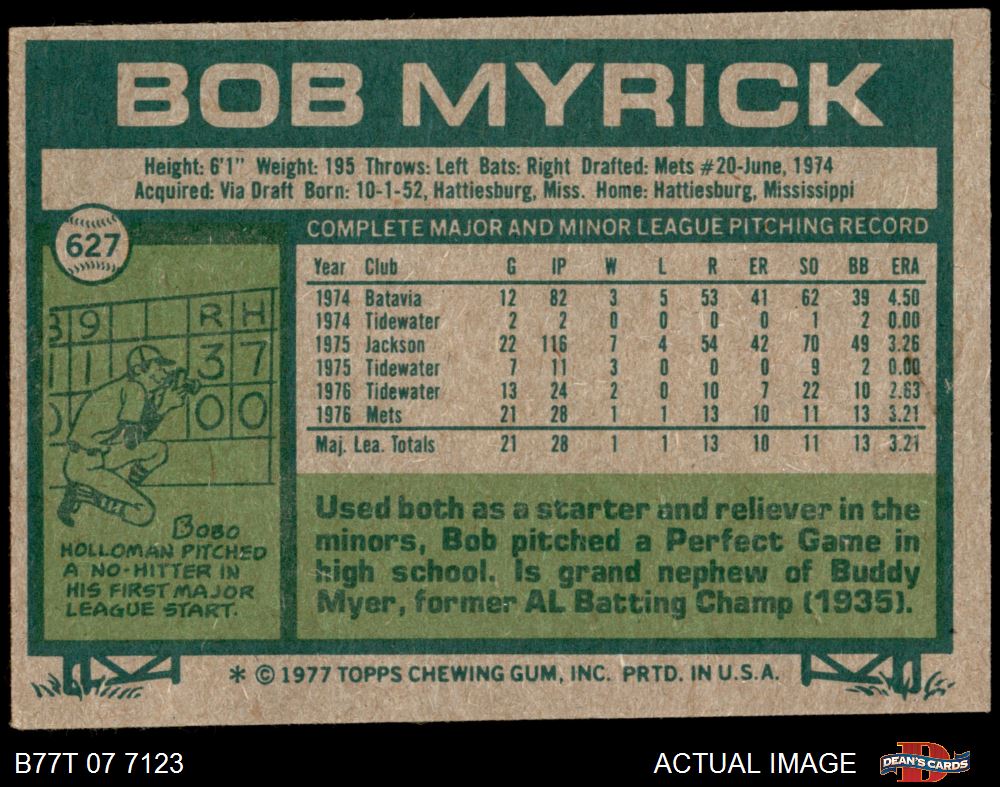 BOB MYRICK
Height: 6'1" Weight: 195 Throws: Left Bats: Right Drafted: Mets #20-June, 1974
Acquired: Via Draft Born: 10-1-52, Hattiesburg, Miss. Home: Hattiesburg, Mississippi
627
COMPLETE MAJOR AND MINOR LEAGUE PITCHING RECORD
Year Club G IP W L R ER SO BB ERA
1974 Batavia 12 82 3 5 53 41 62 39 4.50
1974 Tidewater 2 2 0 0 0 0 1 2 0.00
1975 Jackson 22 116 7 4 54 42 70 49 3.26
1975 Tidewater 7 11 3 0 0 0 9 2 0.00
1976 Tidewater 13 24 2 0 10 7 22 10 2.63
1976 Mets 21 28 1 1 13 10 11 13 3.21
Maj. Lea. Totals 21 28 1 1 13 10 11 13 3.21
8 9 R H
1 1 3 7
0 0 0
BOBO
HOLLOMAN PITCHED
A NO-HITTER IN
HIS FIRST MAJOR
LEAGUE START.
Used both as a starter and reliever in the
minors, Bob pitched a Perfect Game in
high school. Is grand nephew of Buddy
Myer, former AL Batting Champ (1935).
* © 1977 TOPPS CHEWING GUM, INC. PRTD. IN U.S.A.
B77T 07 7123
ACTUAL IMAGE
DEAN'S CARDS